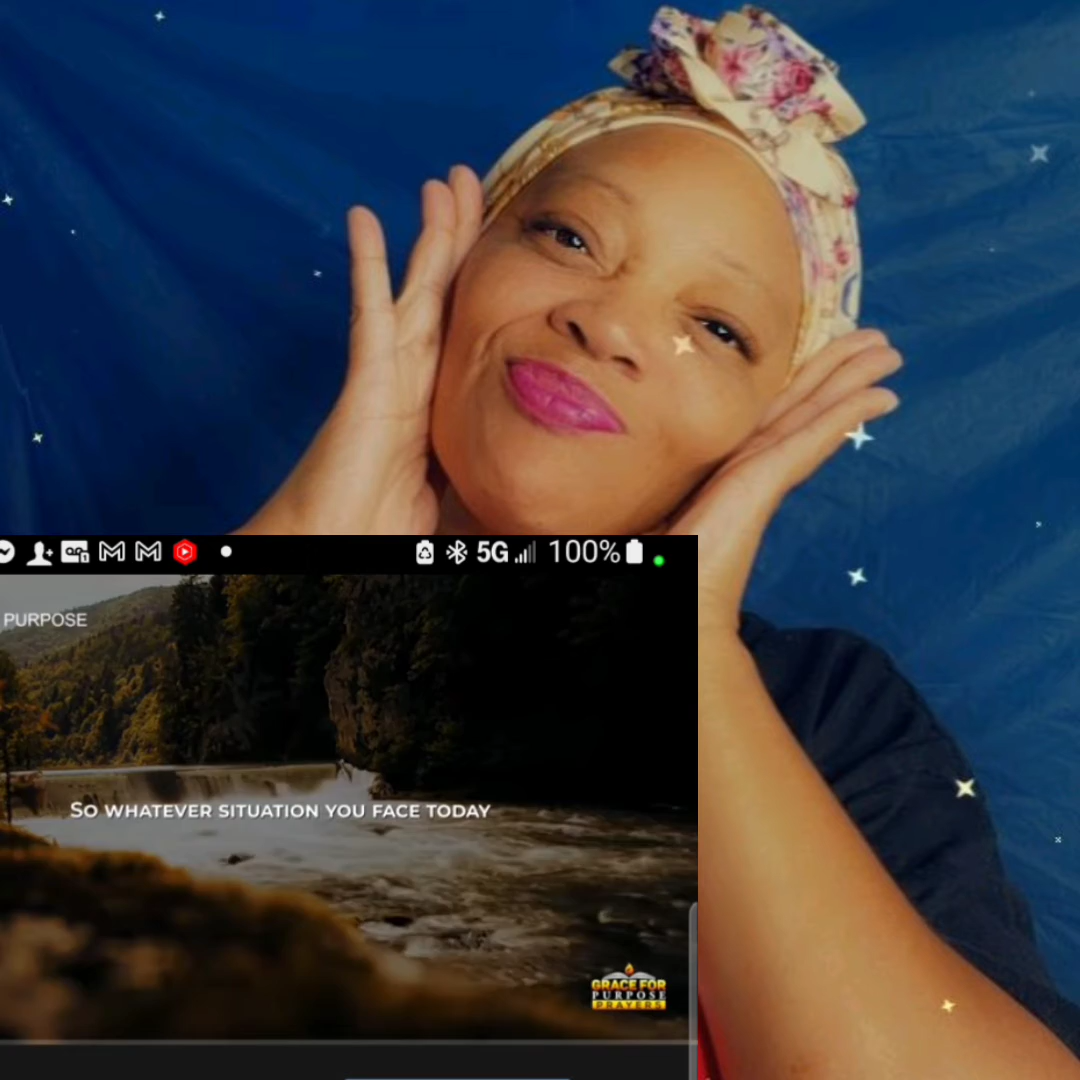 5G 100%
PURPOSE
So whatever situation you face today
GRACE FOR
PURPOSE
PRAYERS